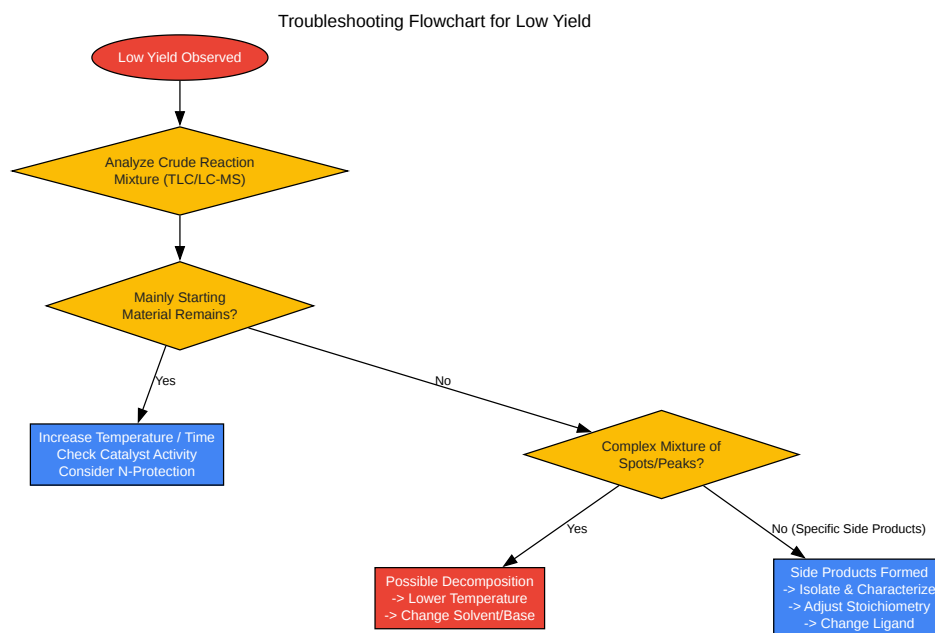 Troubleshooting Flowchart for Low Yield
Low Yield Observed
Analyze Crude Reaction
Mixture (TLC/LC-MS)
Mainly Starting
Material Remains?
Yes
No
Increase Temperature / Time
Check Catalyst Activity
Consider N-Protection
Complex Mixture of
Spots/Peaks?
Yes
No (Specific Side Products)
Possible Decomposition
-> Lower Temperature
-> Change Solvent/Base
Side Products Formed
-> Isolate & Characterize
-> Adjust Stoichiometry
-> Change Ligand